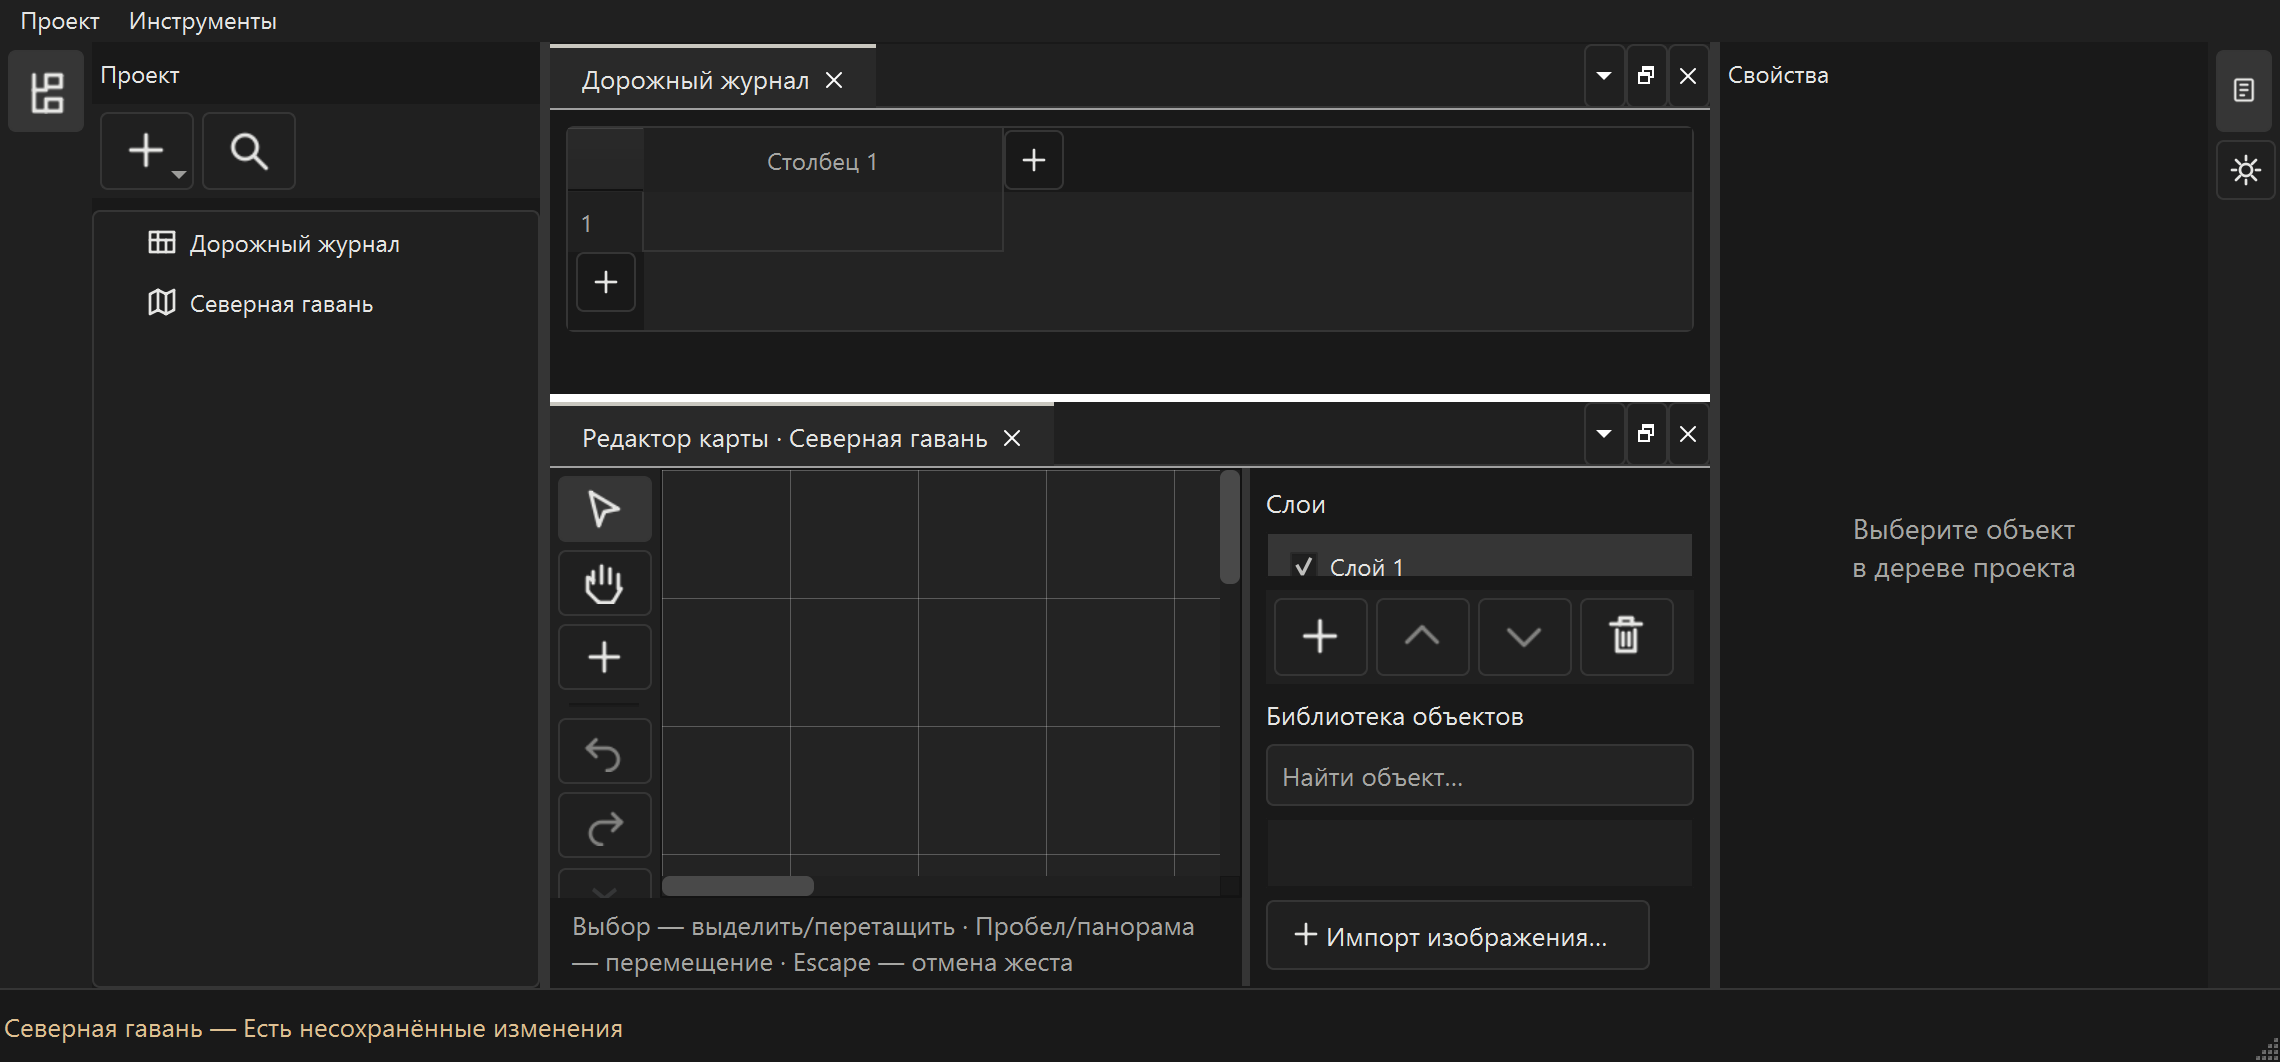 Проект Инструменты
Проект
Дорожный журнал
Северная гавань
Дорожный журнал
Столбец 1
1
Редактор карты · Северная гавань
Выбор — выделить/перетащить · Пробел/панорама
— перемещение · Escape — отмена жеста
Слои
Слой 1
Библиотека объектов
Найти объект...
Импорт изображения...
Свойства
Выберите объект
в дереве проекта
Северная гавань — Есть несохранённые изменения